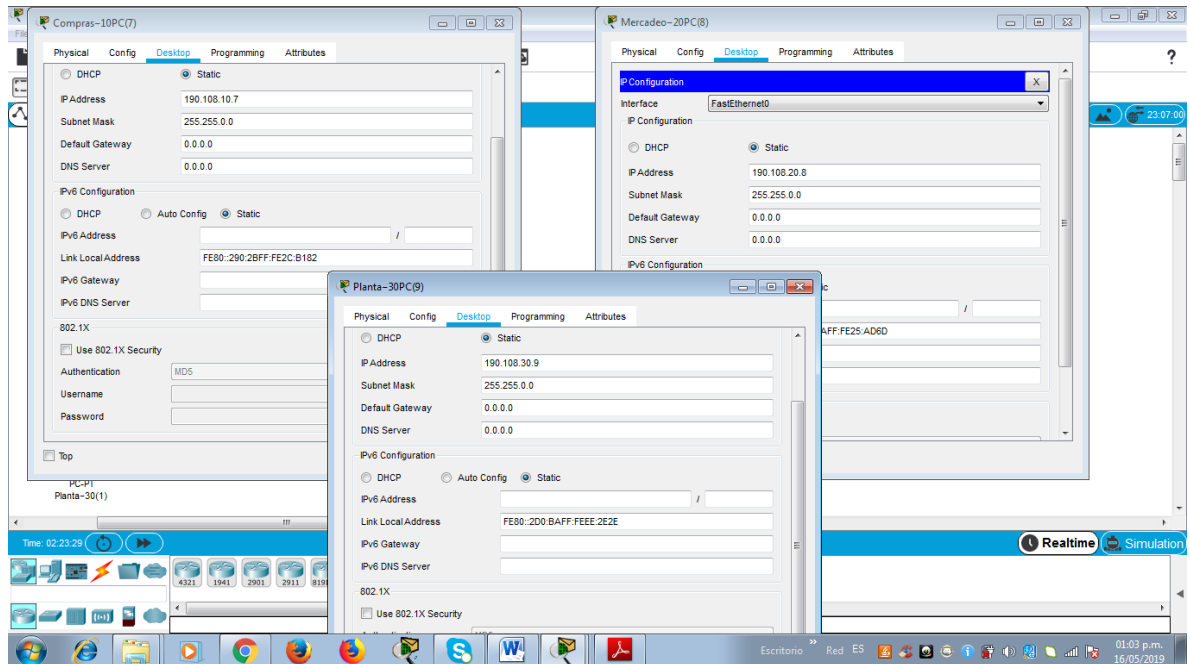 Compras-10PC(7)
Physical Config Desktop Programming Attributes
DHCP Static
IP Address 190.108.10.7
Subnet Mask 255.255.0.0
Default Gateway 0.0.0.0
DNS Server 0.0.0.0
IPv6 Configuration
DHCP Auto Config Static
IPv6 Address /
Link Local Address FE80::290:2BFF:FE2C:B182
IPv6 Gateway
IPv6 DNS Server
802.1X
Use 802.1X Security
Authentication MD5
Username
Password
Top
Mercadeo-20PC(8)
Physical Config Desktop Programming Attributes
IP Configuration X
Interface FastEthernet0
IP Configuration
DHCP Static
IP Address 190.108.20.8
Subnet Mask 255.255.0.0
Default Gateway 0.0.0.0
DNS Server 0.0.0.0
IPv6 Configuration
/
AFF:FE25:AD6D
Planta-30PC(9)
Physical Config Desktop Programming Attributes
DHCP Static
IP Address 190.108.30.9
Subnet Mask 255.255.0.0
Default Gateway 0.0.0.0
DNS Server 0.0.0.0
IPv6 Configuration
DHCP Auto Config Static
IPv6 Address /
Link Local Address FE80::2D0:BAFF:FEEE:2E2E
IPv6 Gateway
IPv6 DNS Server
802.1X
Use 802.1X Security
?
23:07:00
PC-PT
Planta-30(1)
Time: 02:23:29
Realtime Simulation
4321 1941 2901 2911
Escritorio Red ES
01:03 p.m.
16/05/2019